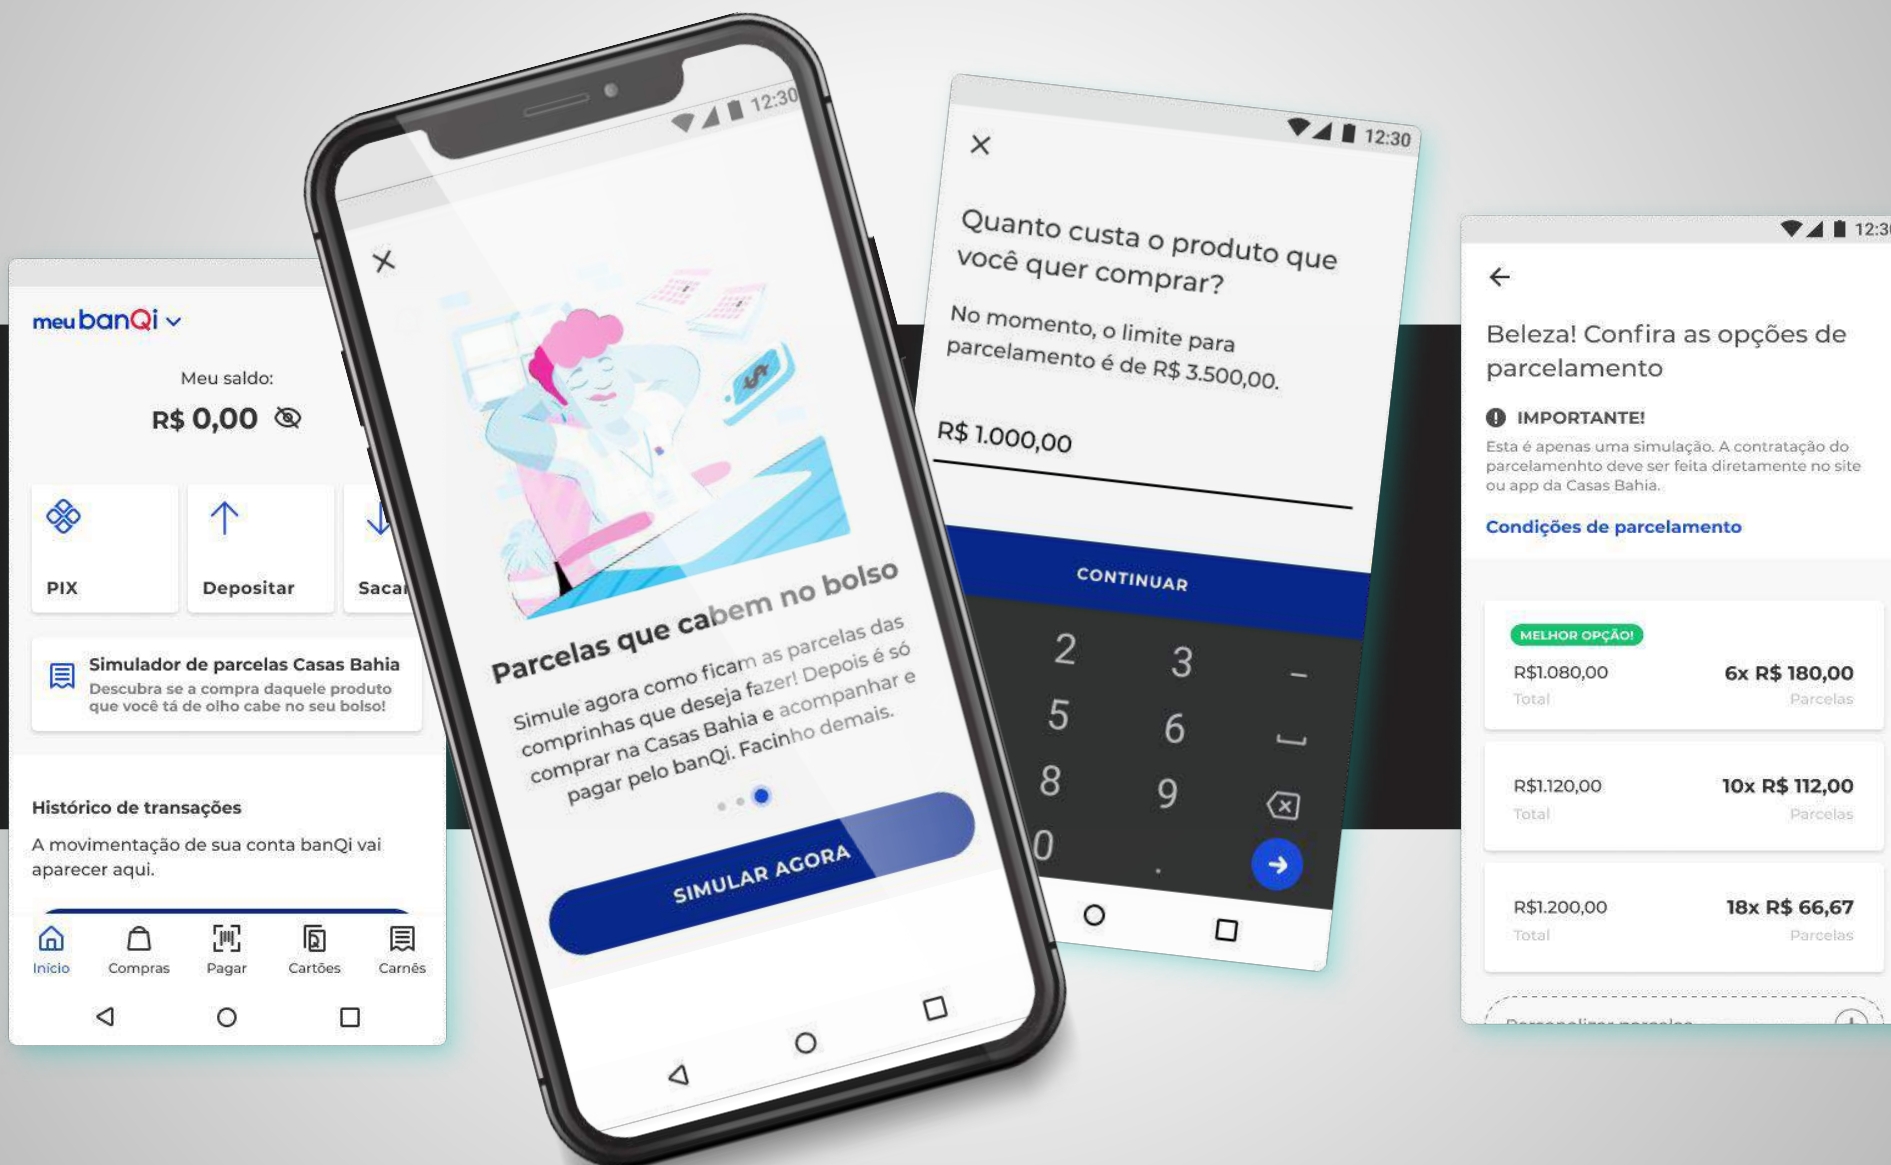 meu banQi
Meu saldo:
R$ 0,00
PIX
Depositar
Sacar
Simulador de parcelas Casas Bahia
Descubra se a compra daquele produto
que você tá de olho cabe no seu bolso!
Histórico de transações
A movimentação de sua conta banQi vai
aparecer aqui.
Início
Compras
Pagar
Cartões
Carnês
12:30
Parcelas que cabem no bolso
Simule agora como ficam as parcelas das
comprinhas que deseja fazer! Depois é só
comprar na Casas Bahia e acompanhar e
pagar pelo banQi. Facinho demais.
SIMULAR AGORA
12:30
Quanto custa o produto que
você quer comprar?
No momento, o limite para
parcelamento é de R$ 3.500,00.
R$ 1.000,00
CONTINUAR
2 3 –
5 6
8 9
0 .
12:30
Beleza! Confira as opções de
parcelamento
IMPORTANTE!
Esta é apenas uma simulação. A contratação do
parcelamenhto deve ser feita diretamente no site
ou app da Casas Bahia.
Condições de parcelamento
MELHOR OPÇÃO!
R$1.080,00 6x R$ 180,00
Total Parcelas
R$1.120,00 10x R$ 112,00
Total Parcelas
R$1.200,00 18x R$ 66,67
Total Parcelas
Personalizar parcelas